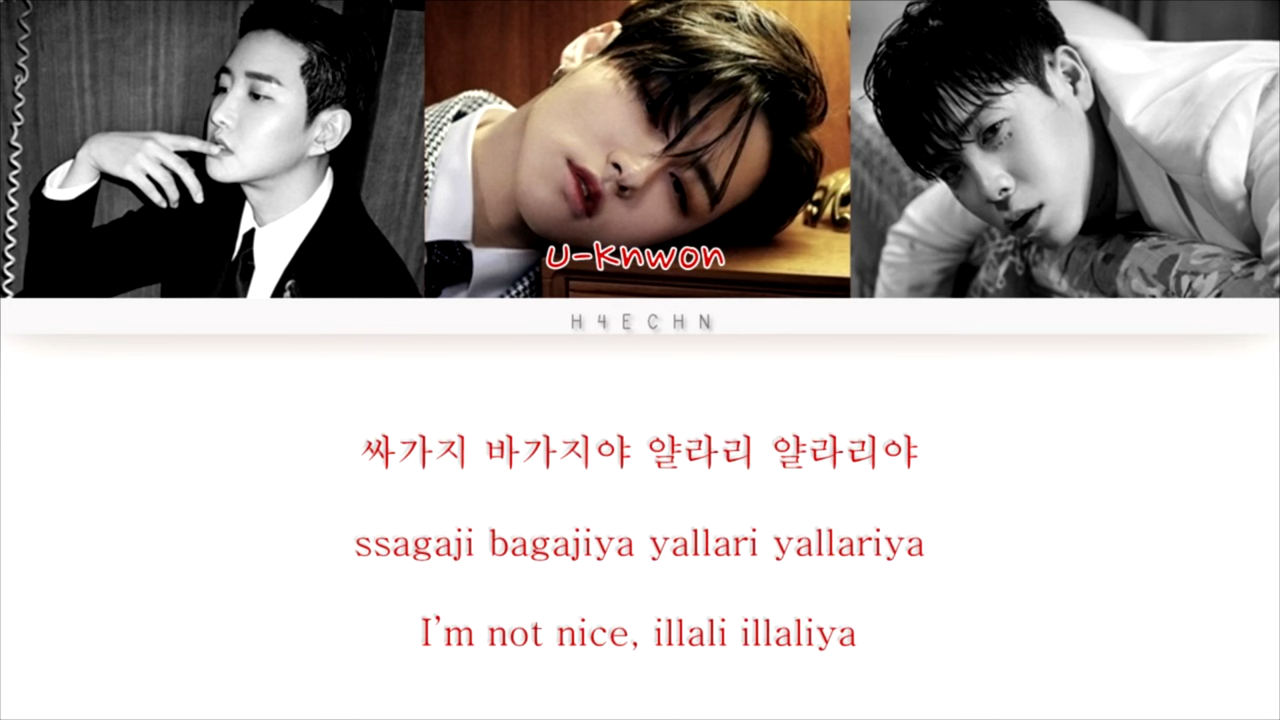 U-Knwon
H4ECHN
싸가지 바가지야 얄라리 얄라리야
ssagaji bagajiya yallari yallariya
I'm not nice, illali illaliya